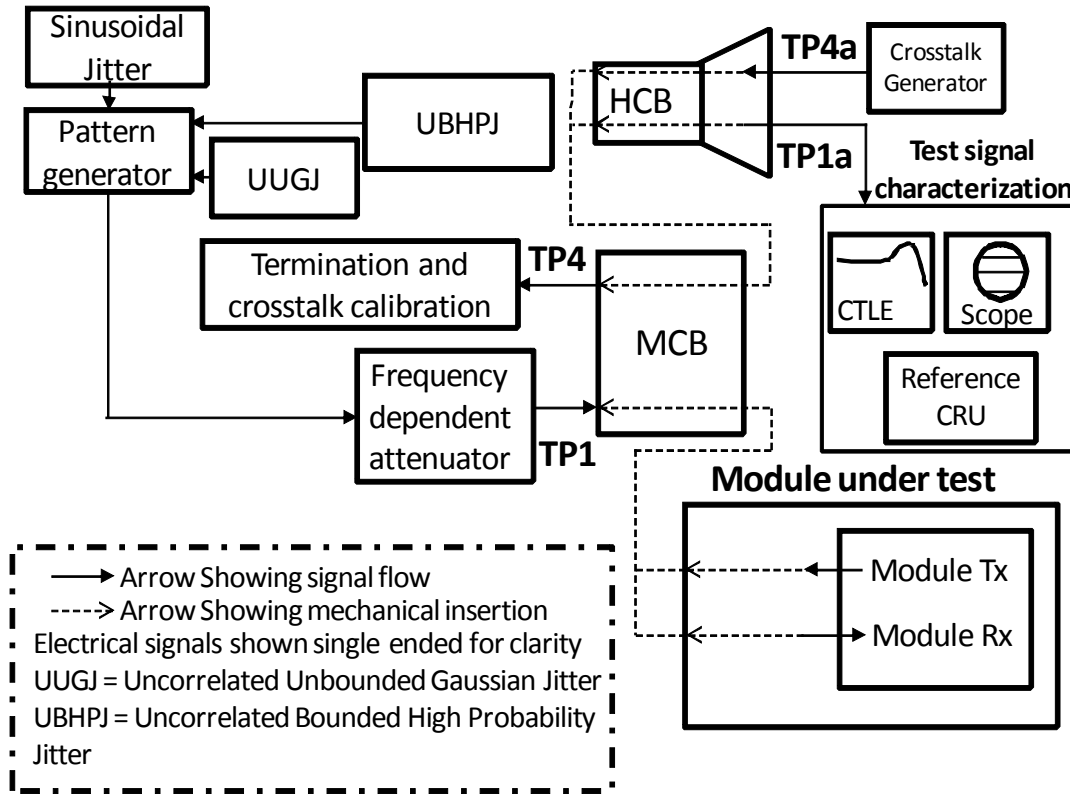 Sinusoidal
Jitter
Pattern
generator
UBHPJ
UUGJ
HCB
TP4a
Crosstalk
Generator
TP1a
Test signal
characterization
CTLE
Scope
Reference
CRU
Termination and
crosstalk calibration
TP4
MCB
Frequency
dependent
attenuator
TP1
Module under test
Module Tx
Module Rx
Arrow Showing signal flow
Arrow Showing mechanical insertion
Electrical signals shown single ended for clarity
UUGJ = Uncorrelated Unbounded Gaussian Jitter
UBHPJ = Uncorrelated Bounded High Probability
Jitter